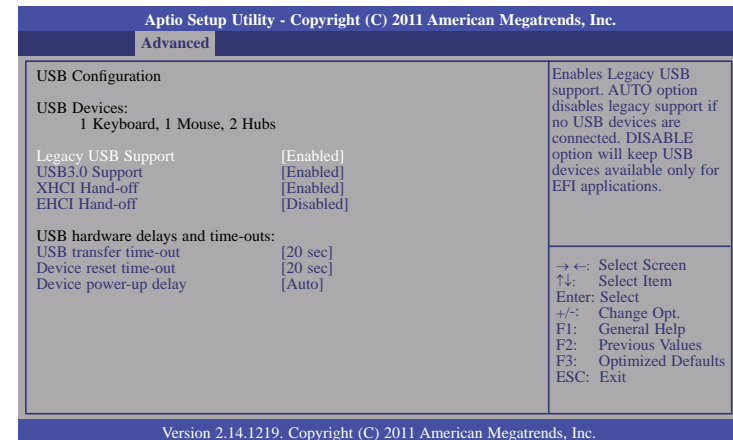 Aptio Setup Utility - Copyright (C) 2011 American Megatrends, Inc.
Advanced
USB Configuration
USB Devices:
1 Keyboard, 1 Mouse, 2 Hubs
Legacy USB Support [Enabled]
USB3.0 Support [Enabled]
XHCI Hand-off [Enabled]
EHCI Hand-off [Disabled]
USB hardware delays and time-outs:
USB transfer time-out [20 sec]
Device reset time-out [20 sec]
Device power-up delay [Auto]
Enables Legacy USB
support. AUTO option
disables legacy support if
no USB devices are
connected. DISABLE
option will keep USB
devices available only for
EFI applications.
→ ←: Select Screen
↑↓: Select Item
Enter: Select
+/-: Change Opt.
F1: General Help
F2: Previous Values
F3: Optimized Defaults
ESC: Exit
Version 2.14.1219. Copyright (C) 2011 American Megatrends, Inc.